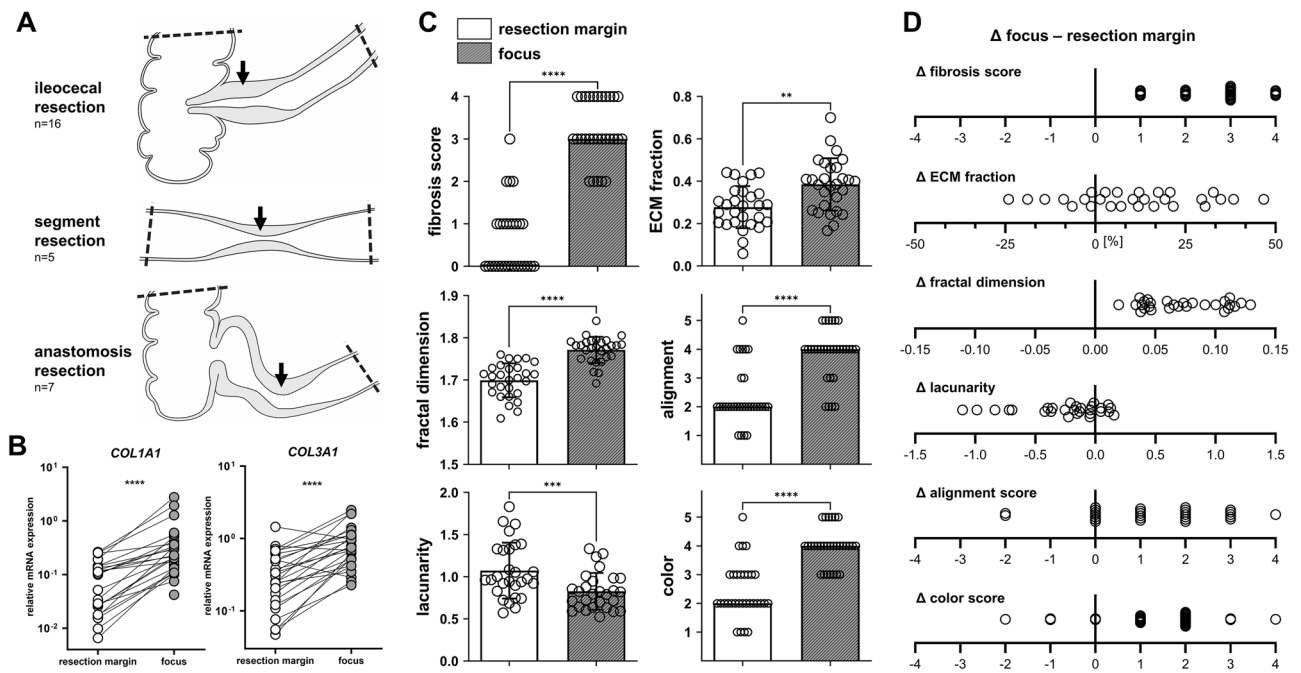 A
ileocecal
resection
n=16
segment
resection
n=5
anastomosis
resection
n=7
B
COL1A1
COL3A1
relative mRNA expression
10^1
10^0
10^-1
10^-2
****
resection margin
focus
relative mRNA expression
10^1
10^0
10^-1
****
resection margin
focus
C
resection margin
focus
fibrosis score
4
3
2
1
0
****
ECM fraction
0.8
0.6
0.4
0.2
0.0
**
fractal dimension
1.9
1.8
1.7
1.6
1.5
****
alignment
5
4
3
2
1
****
lacunarity
2.0
1.5
1.0
0.5
0.0
***
color
5
4
3
2
1
****
D
Δ focus – resection margin
Δ fibrosis score
-4 -3 -2 -1 0 1 2 3 4
Δ ECM fraction
-50 -25 0 [%] 25 50
Δ fractal dimension
-0.15 -0.10 -0.05 0.00 0.05 0.10 0.15
Δ lacunarity
-1.5 -1.0 -0.5 0.0 0.5 1.0 1.5
Δ alignment score
-4 -3 -2 -1 0 1 2 3 4
Δ color score
-4 -3 -2 -1 0 1 2 3 4